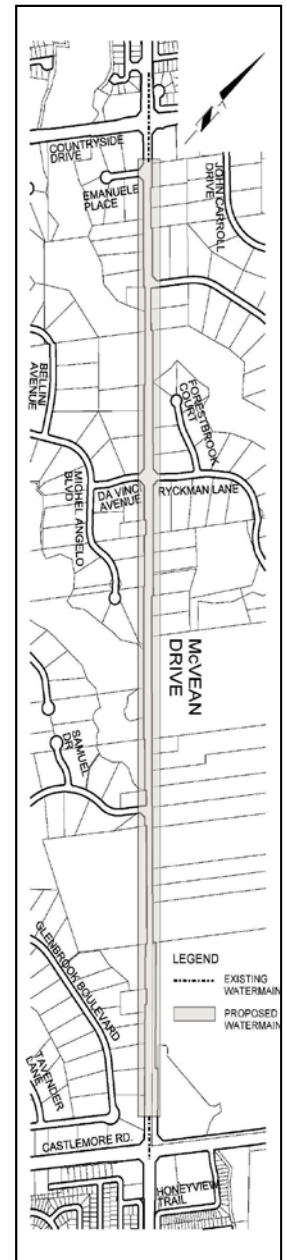 COUNTRYSIDE
DRIVE
EMANUELE
PLACE
JOHN CARROLL
DRIVE
BELLINI
AVENUE
FORESTBROOK
COURT
MICHEL ANGELO
BLVD
DA VINCI
AVENUE
RYCKMAN LANE
McVEAN
DRIVE
SAMUEL
DR
GLENBROOK BOULEVARD
LEGEND
EXISTING
WATERMAIN
PROPOSED
WATERMAIN
TAVENDER
LANE
CASTLEMORE RD.
HONEYVIEW
TRAIL